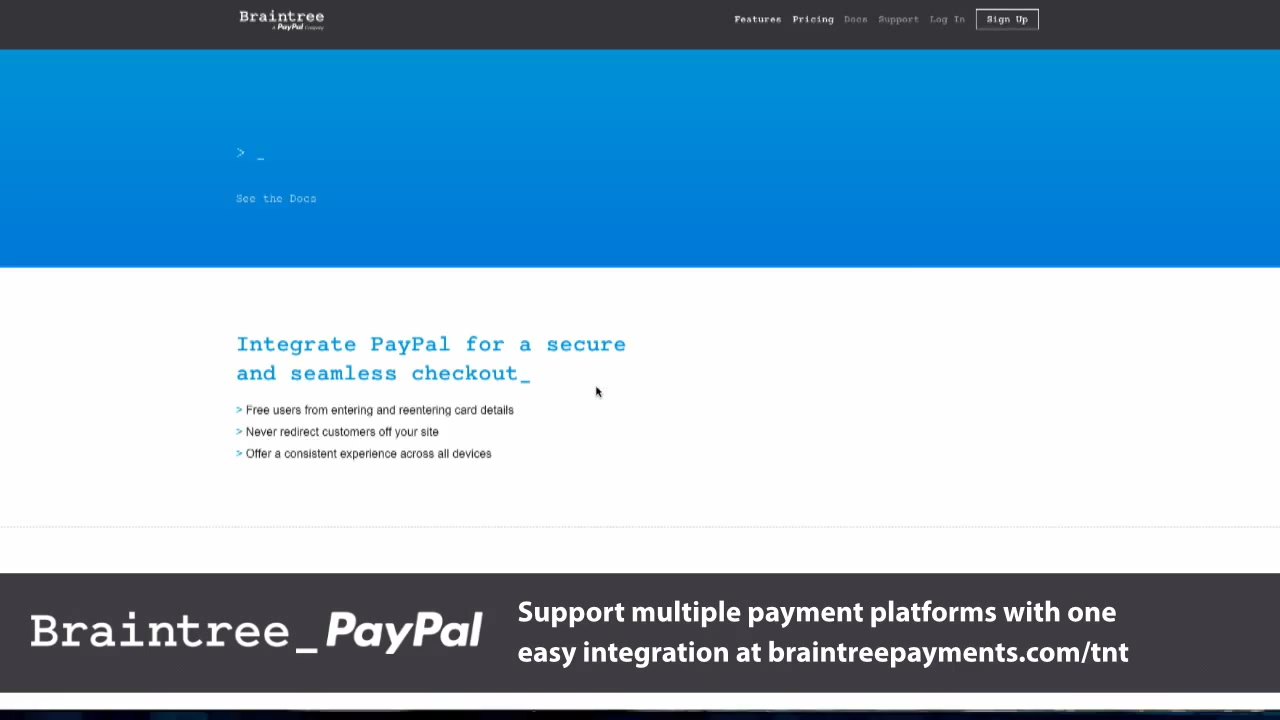 Braintree
A PayPal Company
Features Pricing Docs Support Log In Sign Up
> _
See the Docs
Integrate PayPal for a secure
and seamless checkout_
> Free users from entering and reentering card details
> Never redirect customers off your site
> Offer a consistent experience across all devices
Braintree_PayPal
Support multiple payment platforms with one
easy integration at braintreepayments.com/tnt